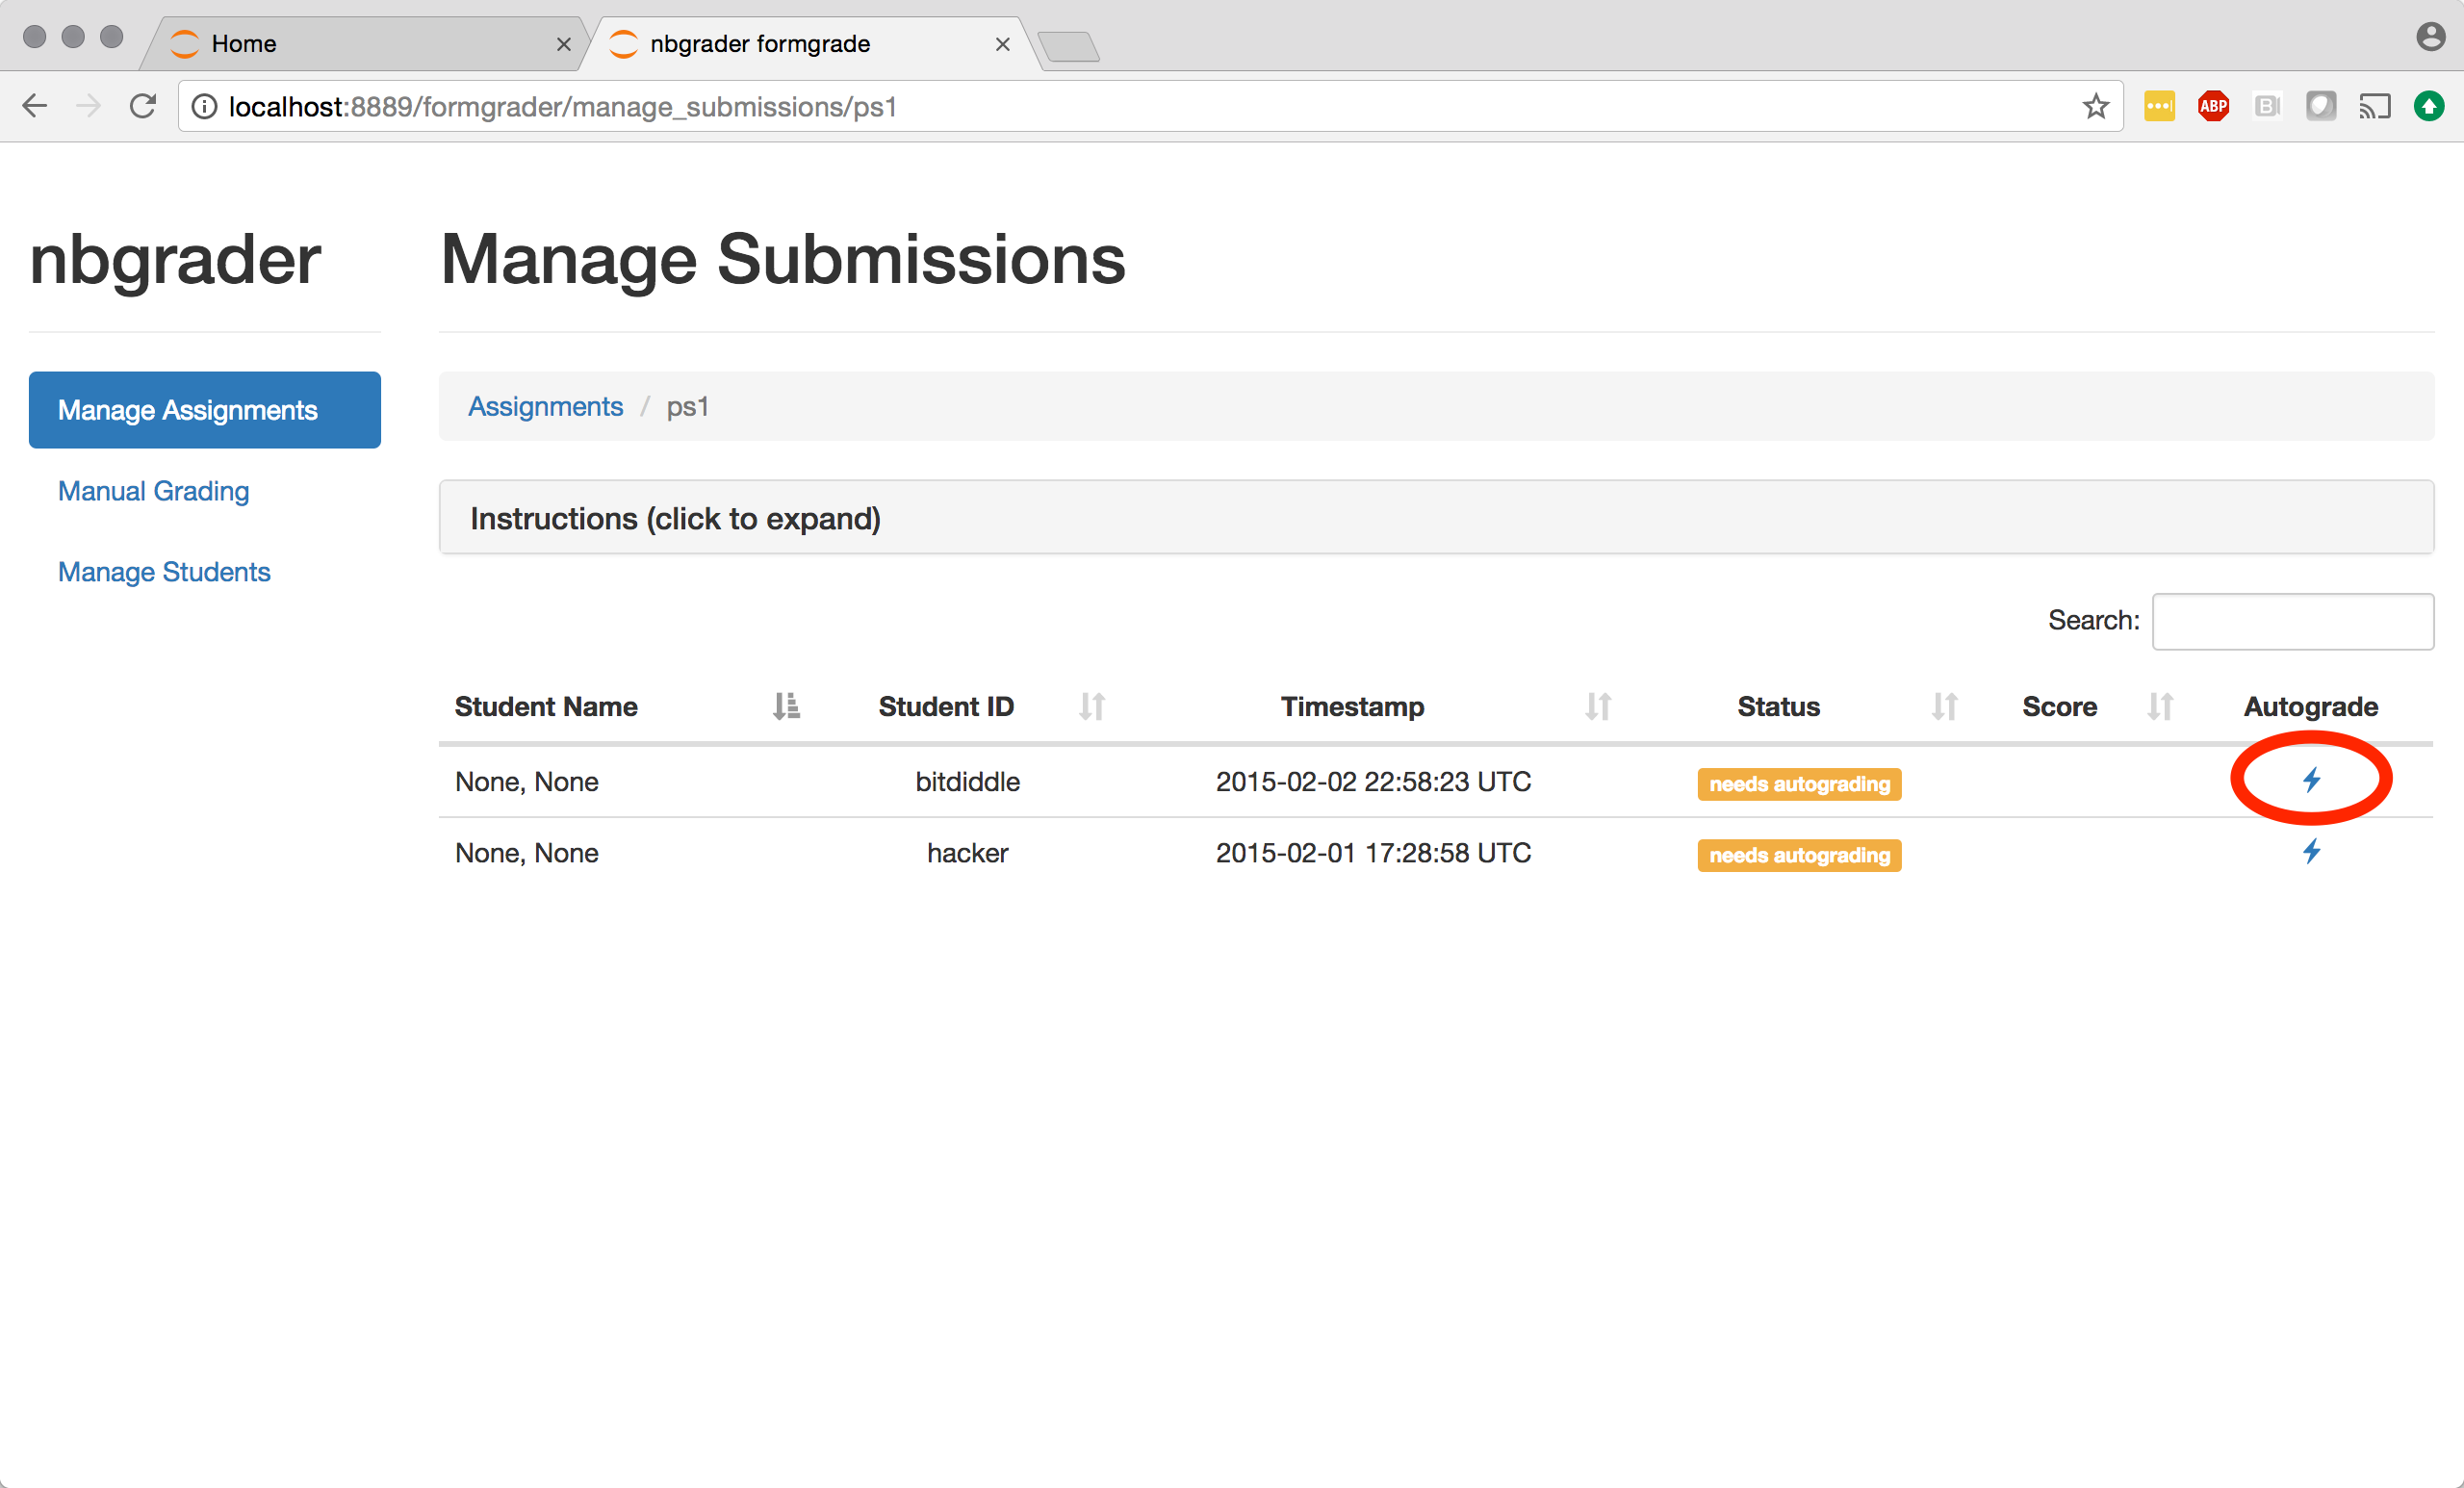 Home
nbgrader formgrade
localhost:8889/formgrader/manage_submissions/ps1
ABP
B
nbgrader
Manage Submissions
Manage Assignments
Manual Grading
Manage Students
Assignments / ps1
Instructions (click to expand)
Search:
Student Name Student ID Timestamp Status Score Autograde
None, None bitdiddle 2015-02-02 22:58:23 UTC needs autograding
None, None hacker 2015-02-01 17:28:58 UTC needs autograding